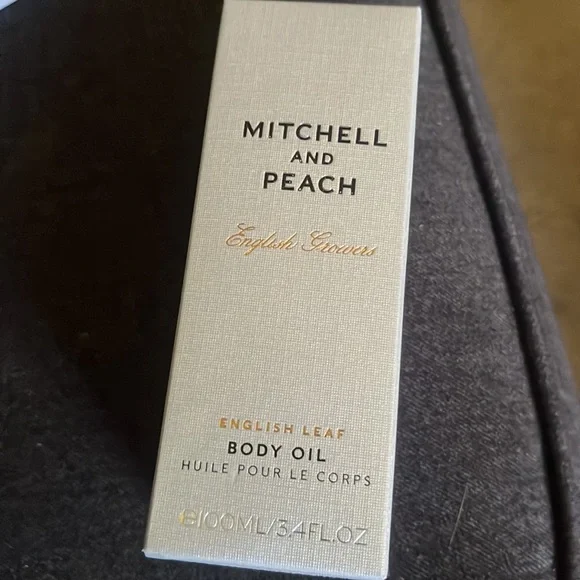 MITCHELL
AND
PEACH
English Growers
ENGLISH LEAF
BODY OIL
HUILE POUR LE CORPS
℮100ML/3.4FL.OZ